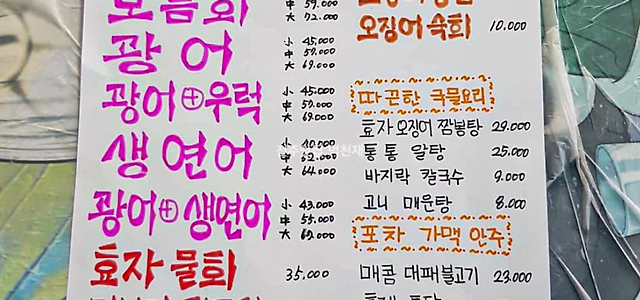 모듬회 中 59.000
大 72.000
광어 小 45.000
中 59.000
大 69.000
광어⊕우럭 小 45.000
中 59.000
大 69.000
생연어 小 40.000
中 52.000
大 64.000
광어⊕생연어 小 43.000
中 55.000
大 69.000
효자 물회 35.000
오징어 숙회 10.000
따끈한 국물요리
효자 오징어 짬뽕탕 29.000
통통 알탕 25.000
바지락 칼국수 9.000
고니 매운탕 8.000
포차 가맥 안주
매콤 대패불고기 23.000